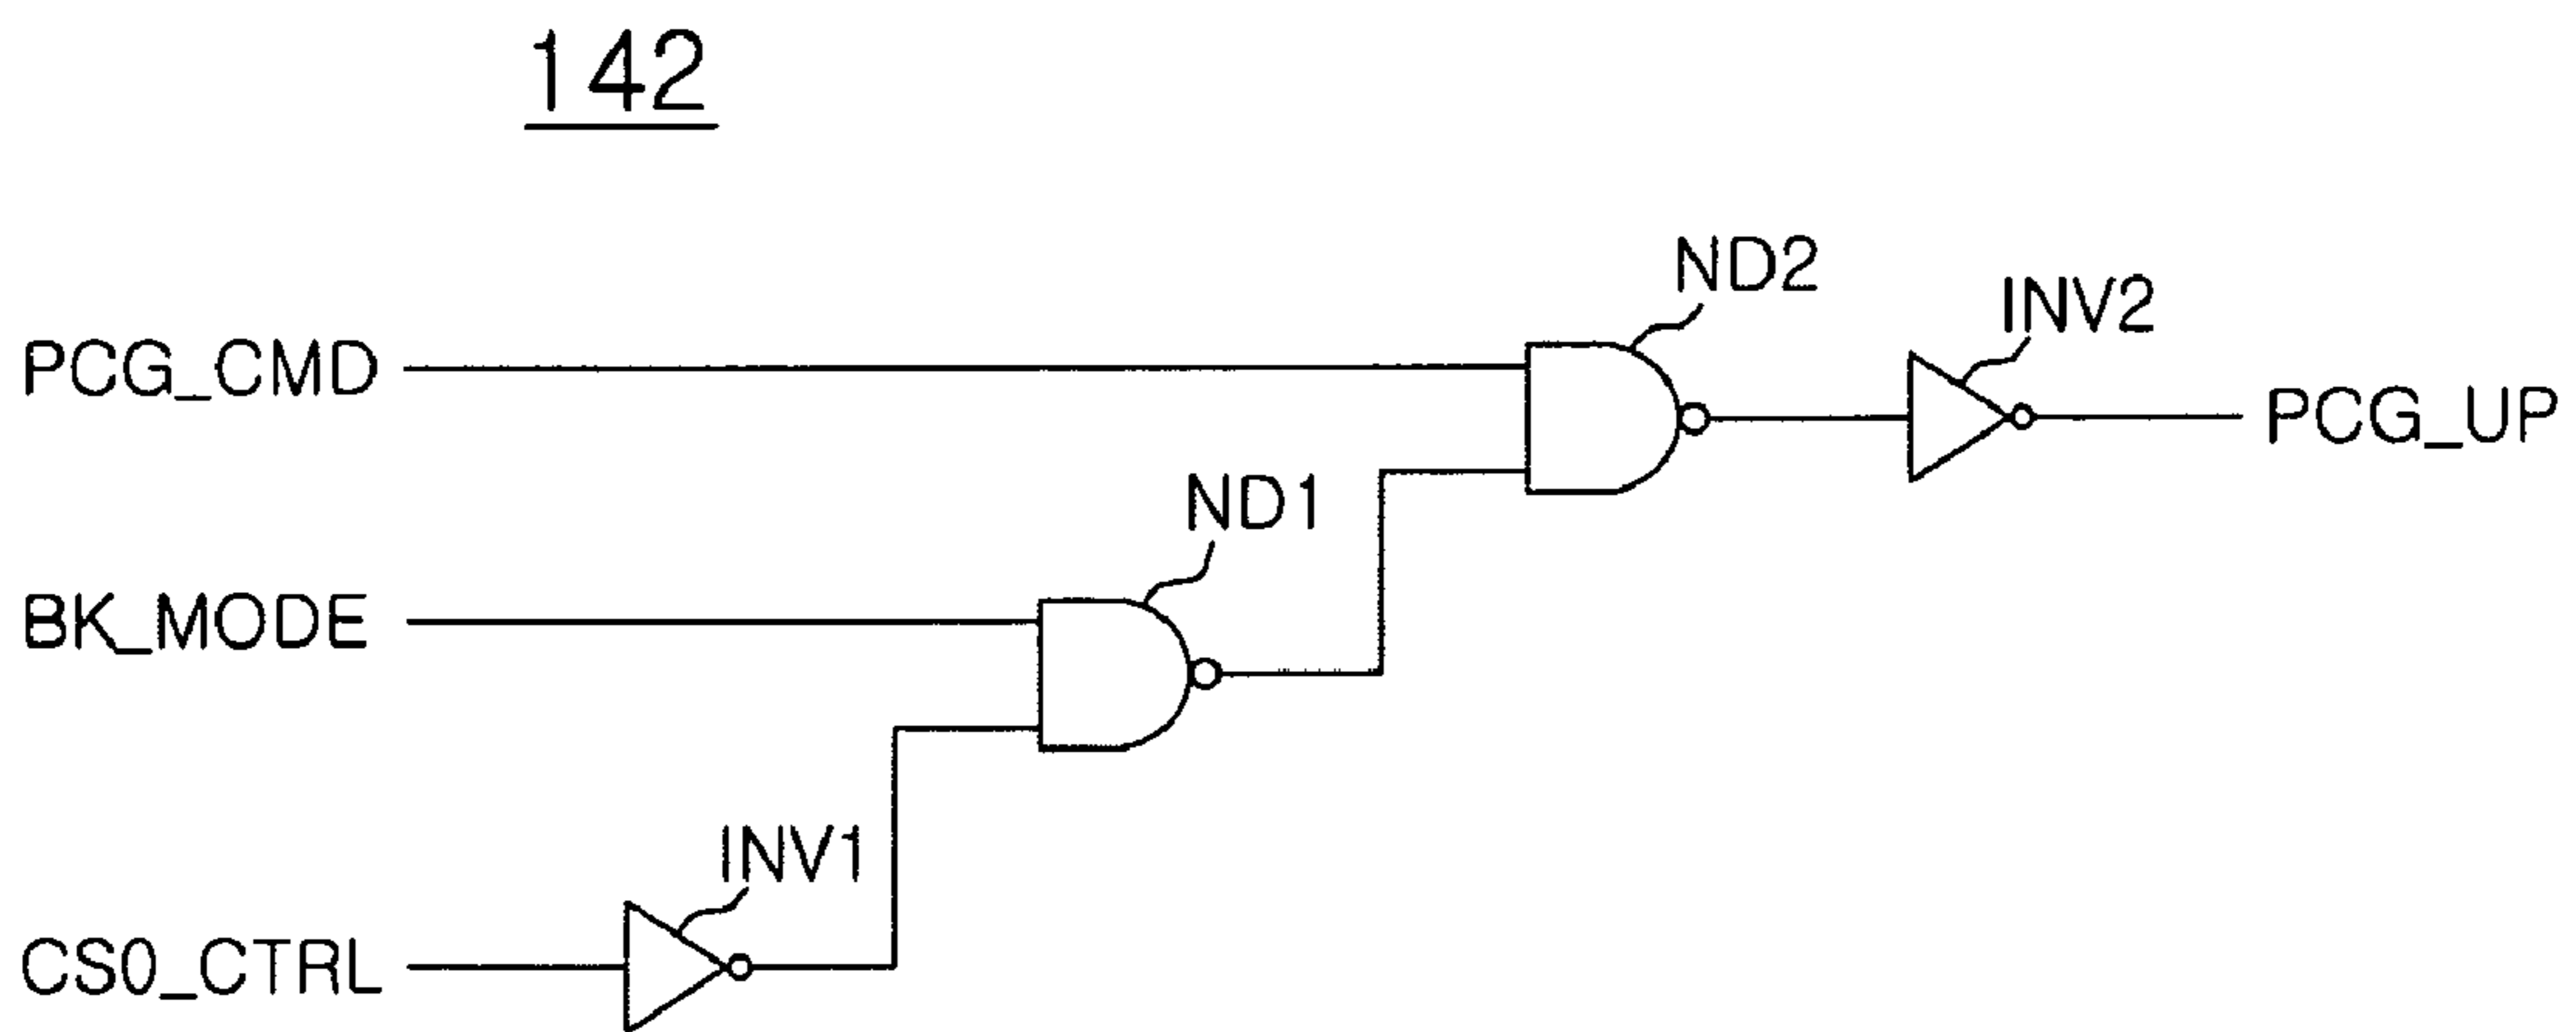 142
ND2
INV2
PCG_CMD
PCG_UP
ND1
BK_MODE
INV1
CS0_CTRL